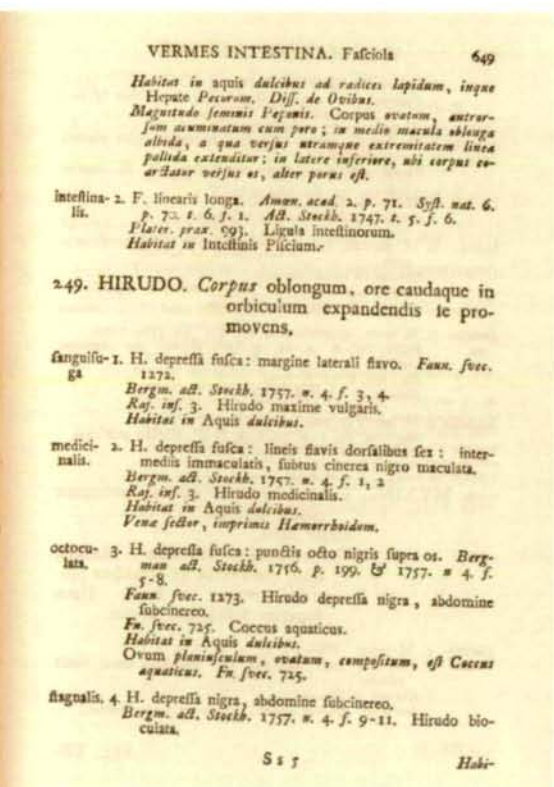 VERMES INTESTINA. Faſciola 649
Habitat in aquis dulcibus ad radices lapidum, inque
Hepate Pecorum. Diſſ. de Ovibus.
Magnitudo ſeminis Peponis. Corpus ovatum, antror-
ſum acuminatum cum poro; in medio macula oblonga
albida, a qua verſus utramque extremitatem linea
pallida extenditur; in latere inferiore, ubi corpus co-
arctatur verſus os, alter porus eſt.
inteſtina- 2. F. linearis longa. Amœn. acad. 2. p. 71. Syſt. nat. 6.
lis. p. 70. t. 6. f. 1. Act. Stockh. 1747. t. 5. f. 6.
Plater. prax. 993. Ligula inteſtinorum.
Habitat in Inteſtinis Piſcium.
249. HIRUDO. Corpus oblongum, ore caudaque in
orbiculum expandendis ſe pro-
movens.
ſanguiſu- 1. H. depreſſa fuſca: margine laterali flavo. Faun. ſvec.
ga 1272.
Bergm. act. Stockh. 1757. n. 4. f. 3, 4.
Raj. inſ. 3. Hirudo maxime vulgaris.
Habitat in Aquis dulcibus.
medici- 2. H. depreſſa fuſca: lineis flavis dorſalibus ſex: inter-
nalis. mediis immaculatis, ſubtus cinerea nigro maculata.
Bergm. act. Stockh. 1757. n. 4. f. 1, 2
Raj. inſ. 3. Hirudo medicinalis.
Habitat in Aquis dulcibus.
Venæ ſector, imprimis Hæmorrhoidum.
octocu- 3. H. depreſſa fuſca: punctis octo nigris ſupra os. Berg-
lata. man act. Stockh. 1756. p. 199. & 1757. n 4. f.
5-8.
Faun. ſvec. 1273. Hirudo depreſſa nigra, abdomine
ſubcinereo.
Fn. ſvec. 725. Coccus aquaticus.
Habitat in Aquis dulcibus.
Ovum planiuſculum, ovatum, compoſitum, eſt Coccus
aquaticus. Fn. ſvec. 725.
ſtagnalis. 4. H. depreſſa nigra, abdomine ſubcinereo.
Bergm. act. Stockh. 1757. n. 4. f. 9-11. Hirudo bio-
culata.
S s 5 Habi-